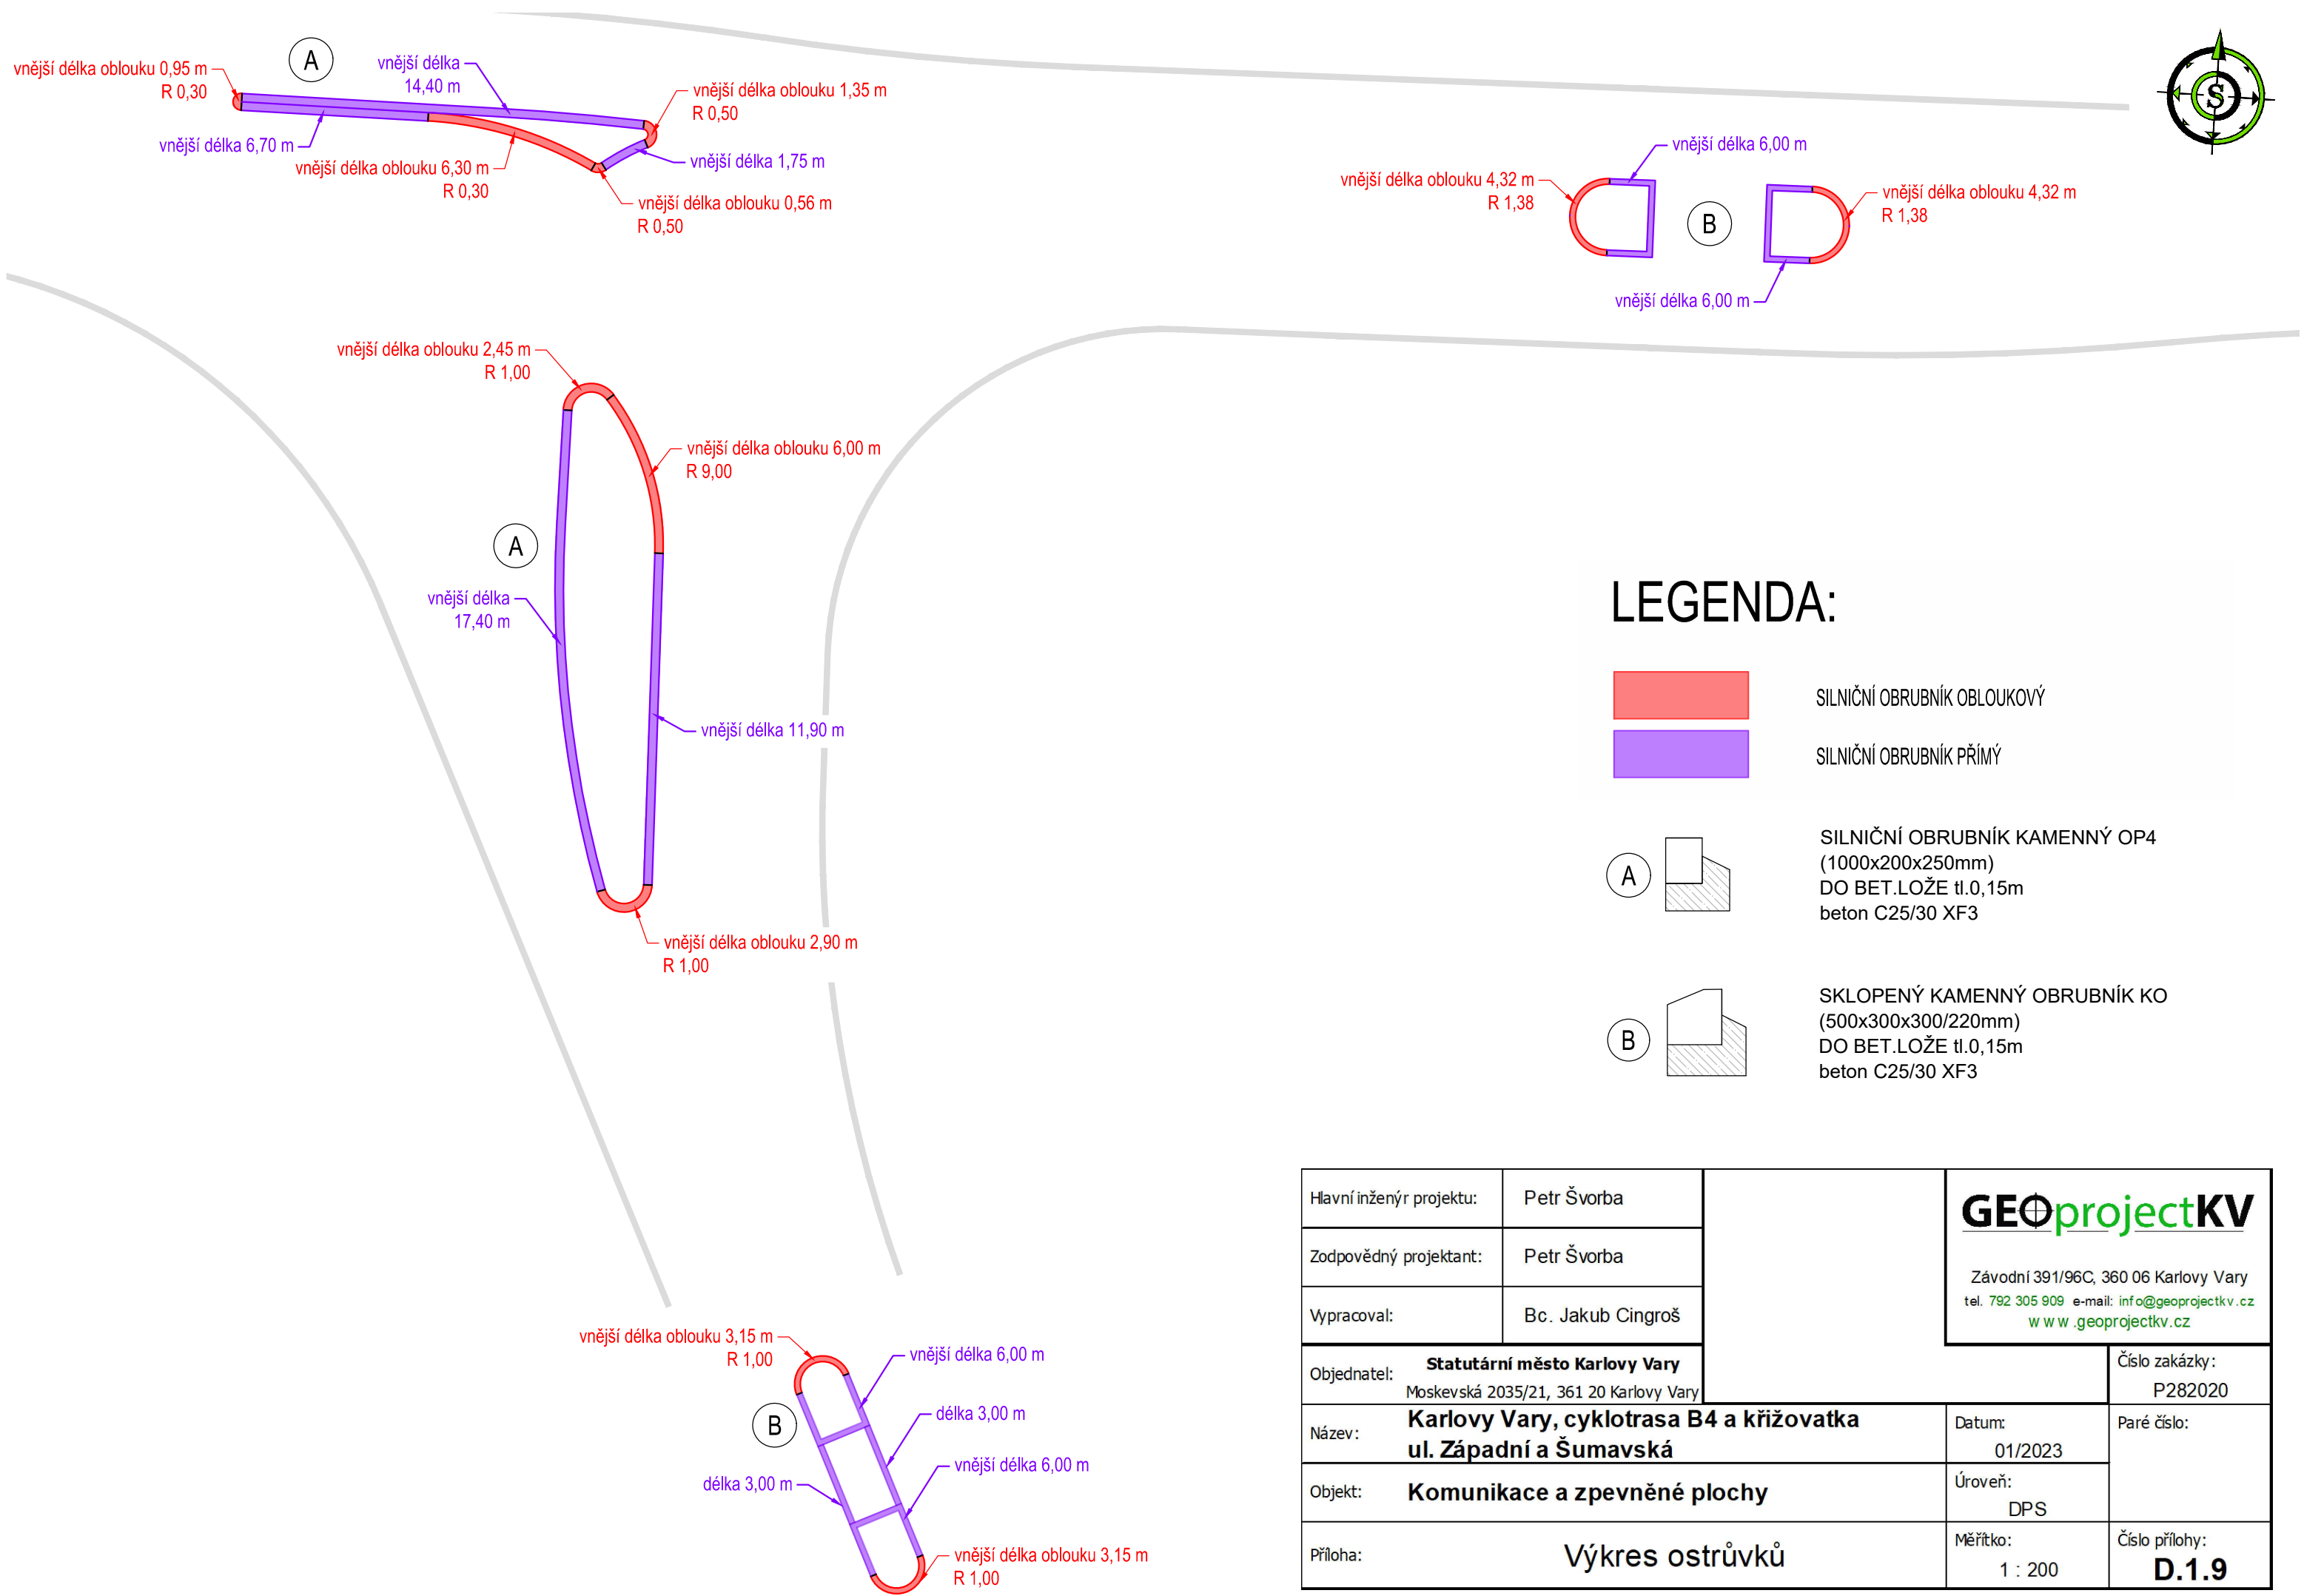 A
vnější délka oblouku 0,95 m
R 0,30
vnější délka
14,40 m
vnější délka oblouku 1,35 m
R 0,50
vnější délka 6,70 m
vnější délka oblouku 6,30 m
R 0,30
vnější délka 1,75 m
vnější délka oblouku 0,56 m
R 0,50
S
vnější délka 6,00 m
vnější délka oblouku 4,32 m
R 1,38
B
vnější délka oblouku 4,32 m
R 1,38
vnější délka 6,00 m
vnější délka oblouku 2,45 m
R 1,00
vnější délka oblouku 6,00 m
R 9,00
A
vnější délka
17,40 m
vnější délka 11,90 m
vnější délka oblouku 2,90 m
R 1,00
LEGENDA:
SILNIČNÍ OBRUBNÍK OBLOUKOVÝ
SILNIČNÍ OBRUBNÍK PŘÍMÝ
A
SILNIČNÍ OBRUBNÍK KAMENNÝ OP4
(1000x200x250mm)
DO BET.LOŽE tl.0,15m
beton C25/30 XF3
B
SKLOPENÝ KAMENNÝ OBRUBNÍK KO
(500x300x300/220mm)
DO BET.LOŽE tl.0,15m
beton C25/30 XF3
vnější délka oblouku 3,15 m
R 1,00
vnější délka 6,00 m
B
délka 3,00 m
vnější délka 6,00 m
délka 3,00 m
vnější délka oblouku 3,15 m
R 1,00
Hlavní inženýr projektu: Petr Švorba
Zodpovědný projektant: Petr Švorba
Vypracoval: Bc. Jakub Cingroš
GEOprojectKV
Závodní 391/96C, 360 06 Karlovy Vary
tel. 792 305 909 e-mail: info@geoprojektkv.cz
www.geoprojektkv.cz
Objednatel: Statutární město Karlovy Vary
Moskevská 2035/21, 361 20 Karlovy Vary
Číslo zakázky:
P282020
Název: Karlovy Vary, cyklotrasa B4 a křižovatka
ul. Západní a Šumavská
Datum:
01/2023
Paré číslo:
Objekt: Komunikace a zpevněné plochy
Úroveň:
DPS
Příloha: Výkres ostrůvků
Měřítko:
1 : 200
Číslo přílohy:
D.1.9